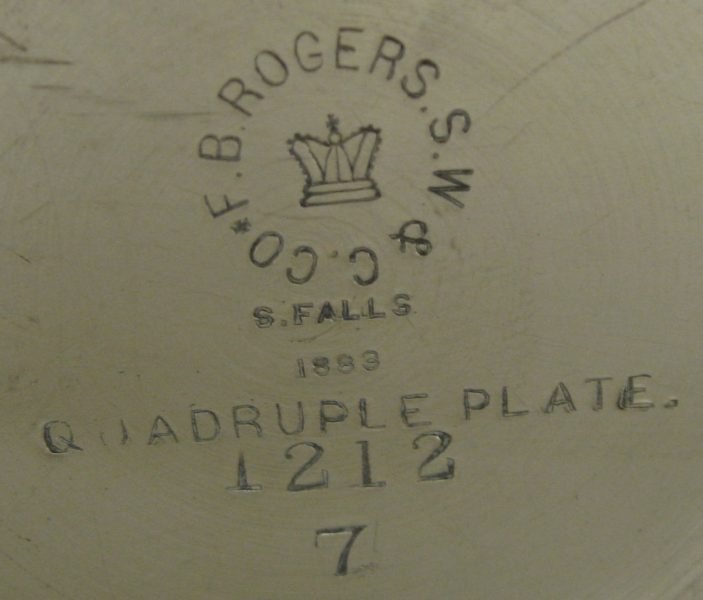 * F. B. ROGERS. S. W & C. CO
S. FALLS
1883
QUADRUPLE PLATE.
1212
7